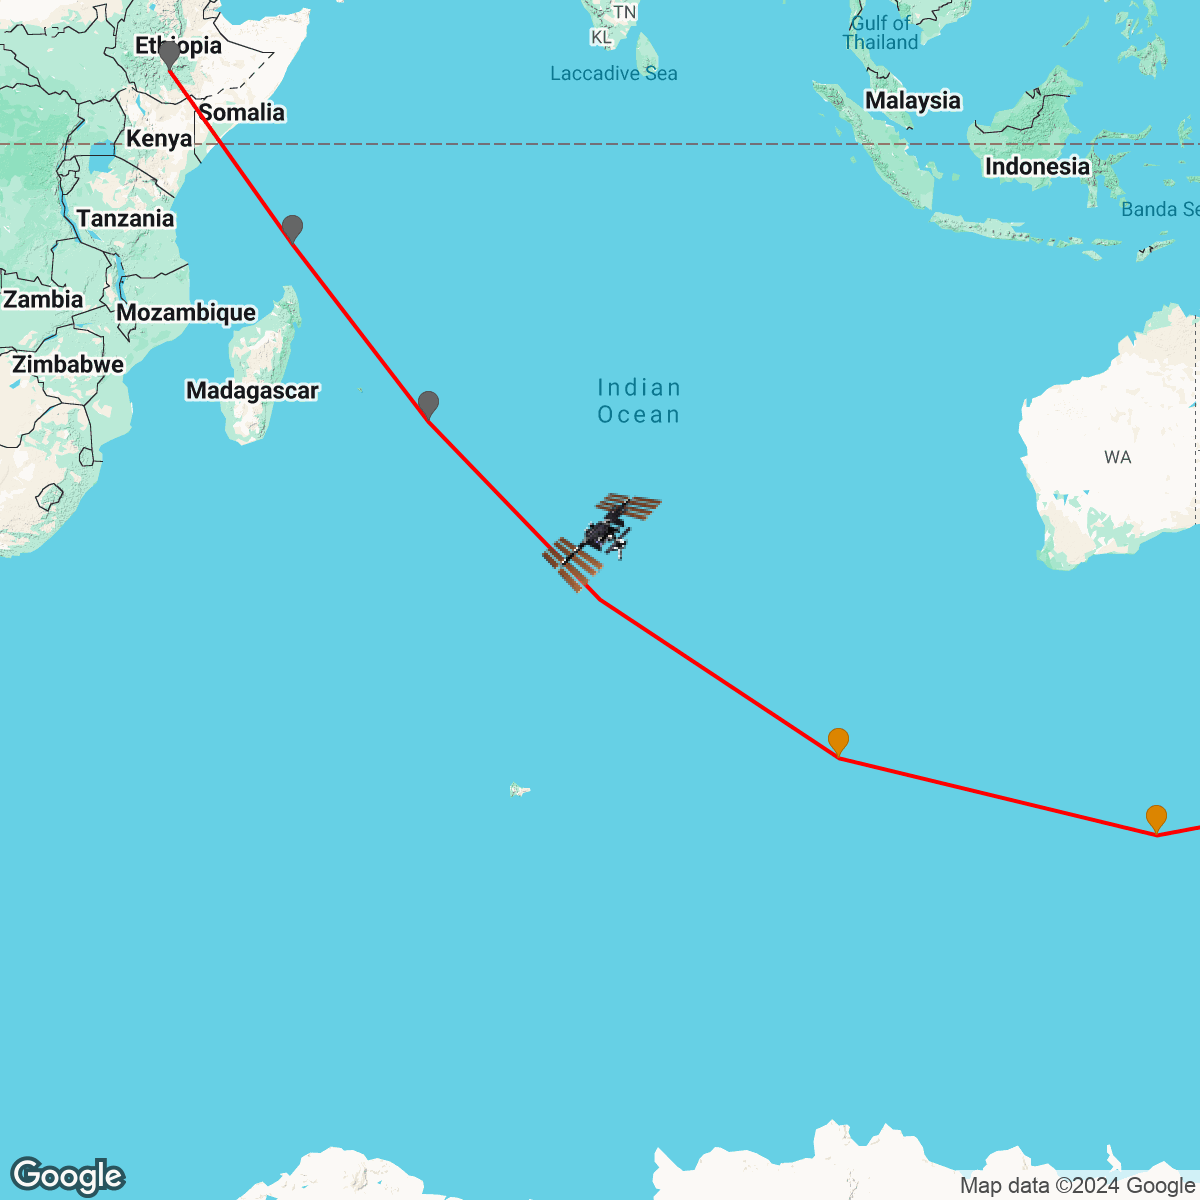 TN
Gulf of
Thailand
KL
Ethiopia
Laccadive Sea
Malaysia
Somalia
Kenya
Indonesia
Banda Se
Tanzania
Zambia
Mozambique
Zimbabwe
Madagascar
Indian
Ocean
WA
Google
Map data ©2024 Google